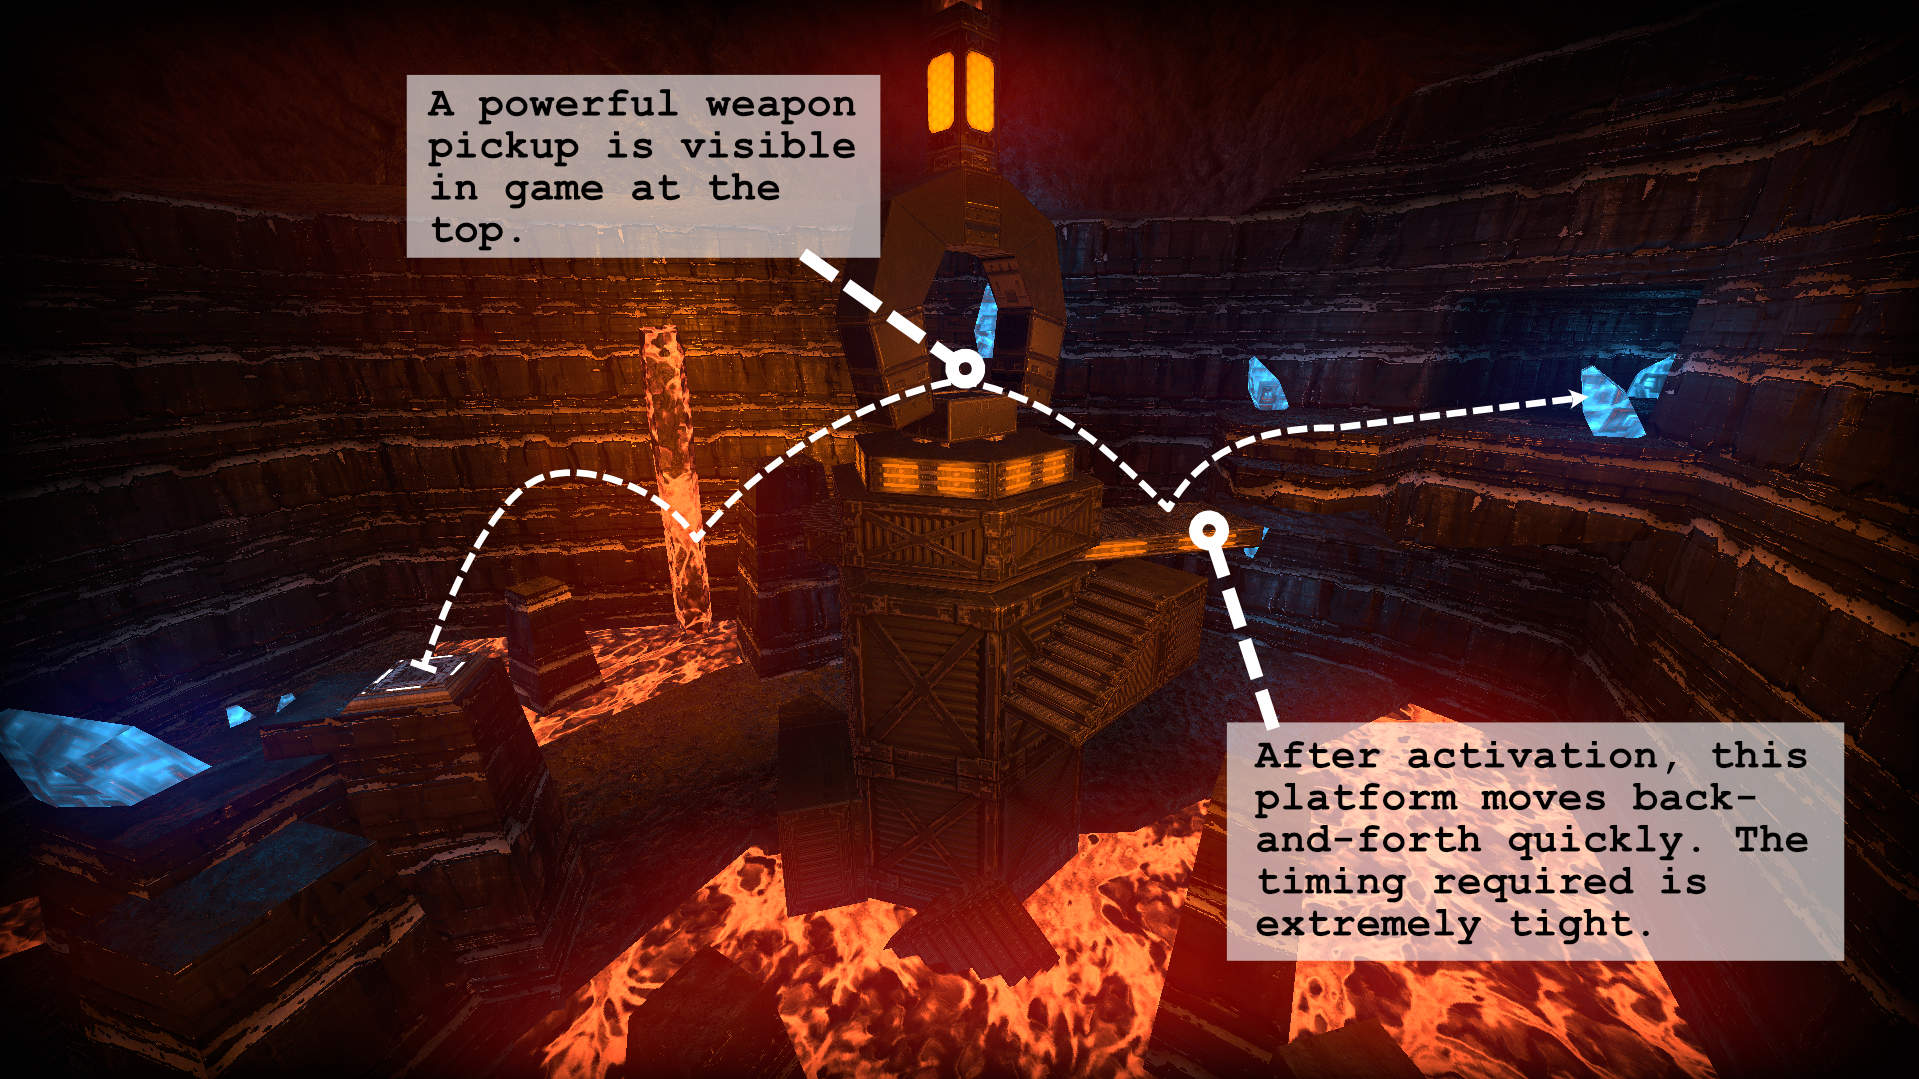 A powerful weapon
pickup is visible
in game at the
top.
After activation, this
platform moves back-
and-forth quickly. The
timing required is
extremely tight.